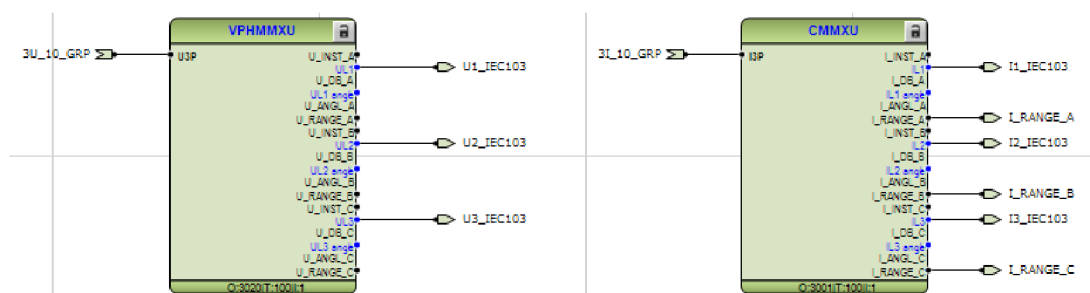 VPHMMXU
3U_10_GRP
U3P
U_INST_A
UL1
U1_IEC103
U_DB_A
UL1 angle
U_ANGL_A
U_RANGE_A
U_INST_B
UL2
U2_IEC103
U_DB_B
UL2 angle
U_ANGL_B
U_RANGE_B
U_INST_C
UL3
U3_IEC103
U_DB_C
UL3 angle
U_ANGL_C
U_RANGE_C
O:3020|T:100|I:1
CMMXU
3I_10_GRP
I3P
I_INST_A
IL1
I1_IEC103
I_DB_A
IL1 angle
I_ANGL_A
I_RANGE_A
I_RANGE_A
I_INST_B
IL2
I2_IEC103
I_DB_B
IL2 angle
I_ANGL_B
I_RANGE_B
I_RANGE_B
I_INST_C
IL3
I3_IEC103
I_DB_C
IL3 angle
I_ANGL_C
I_RANGE_C
I_RANGE_C
O:3001|T:100|I:1